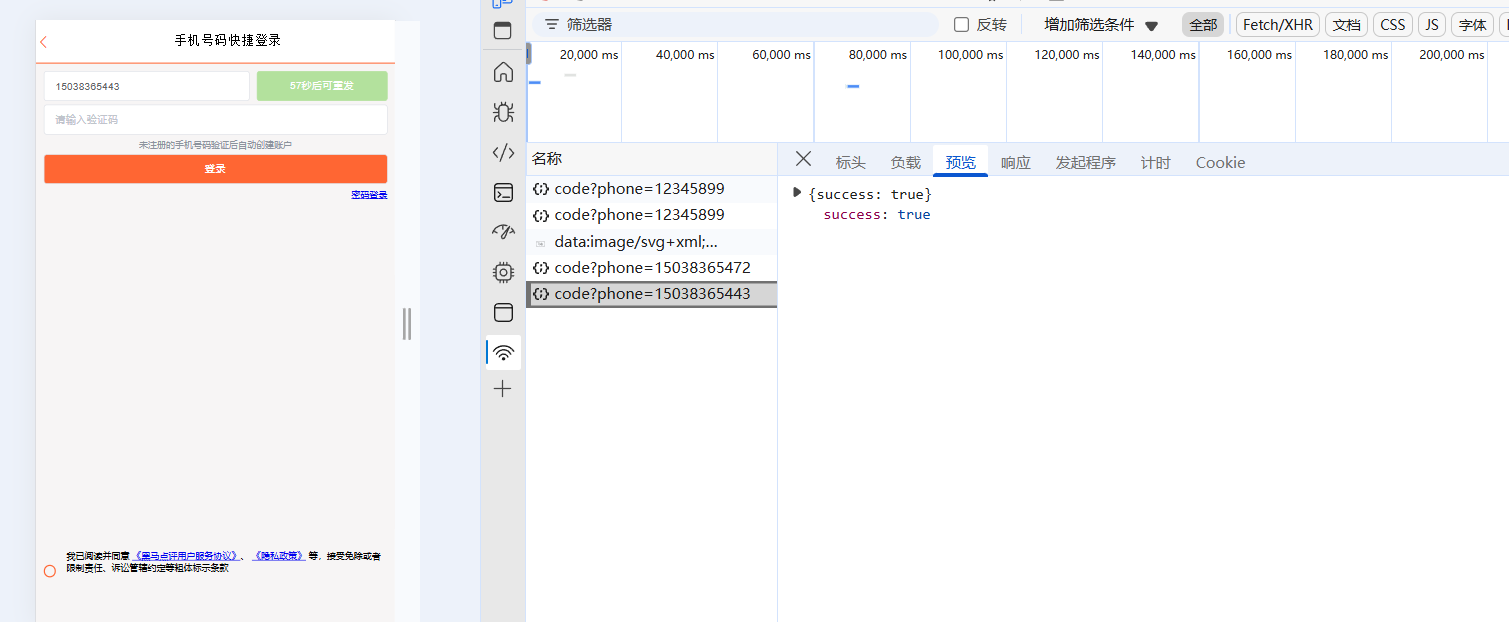 手机号码快捷登录
15038365443
57秒后可重发
请输入验证码
未注册的手机号码验证后自动创建账户
登录
密码登录
我已阅读并同意 《黑马点评用户服务协议》、 《隐私政策》 等，接受免除或者
限制责任、诉讼管辖约定等粗体标示条款
筛选器
反转
增加筛选条件
全部
Fetch/XHR
文档
CSS
JS
字体
20,000 ms
40,000 ms
60,000 ms
80,000 ms
100,000 ms
120,000 ms
140,000 ms
160,000 ms
180,000 ms
200,000 ms
名称
code?phone=12345899
code?phone=12345899
data:image/svg+xml;...
code?phone=15038365472
code?phone=15038365443
标头
负载
预览
响应
发起程序
计时
Cookie
{success: true}
success: true